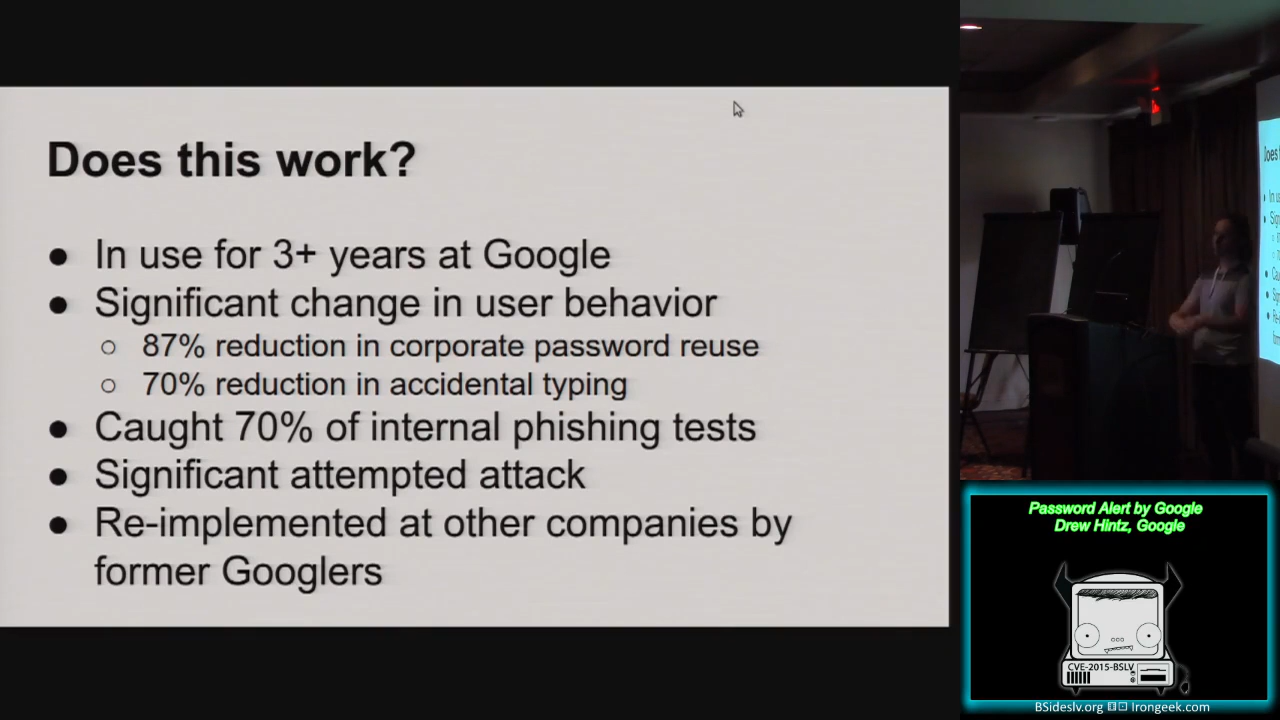 Does this work?
● In use for 3+ years at Google
● Significant change in user behavior
○ 87% reduction in corporate password reuse
○ 70% reduction in accidental typing
● Caught 70% of internal phishing tests
● Significant attempted attack
● Re-implemented at other companies by
former Googlers
Password Alert by Google
Drew Hintz, Google
CVE-2015-BSLV
BSideslv.org Irongeek.com